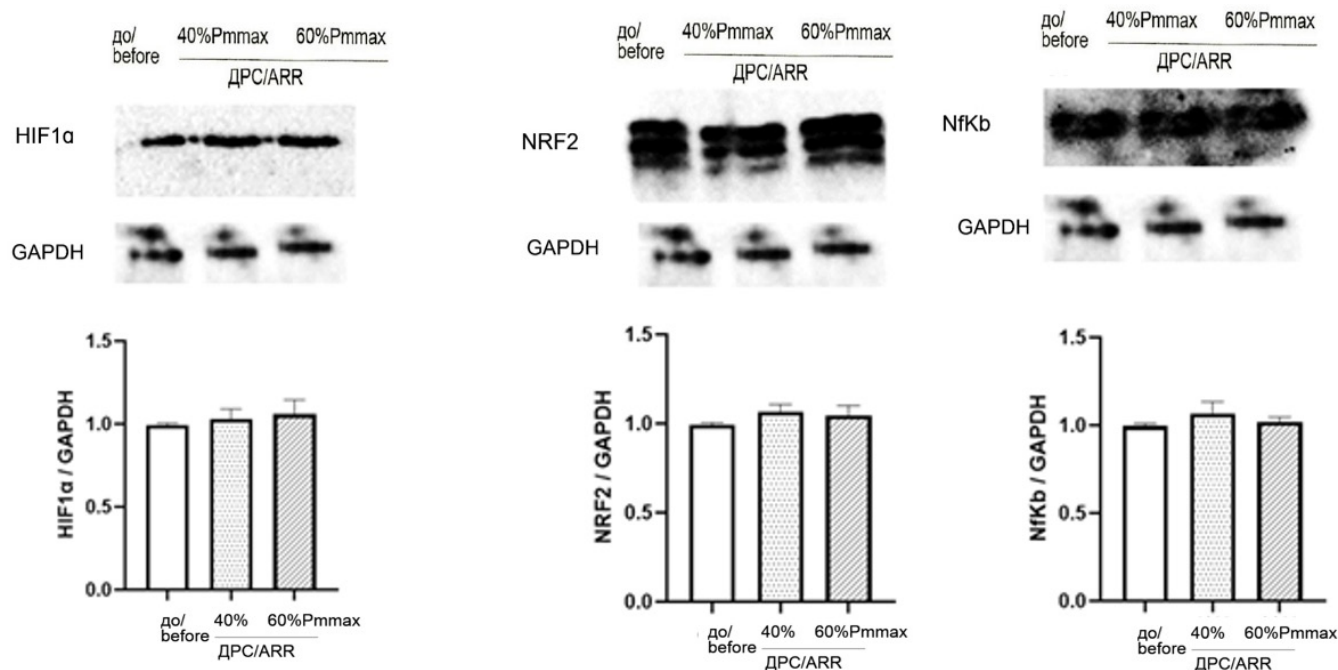 до/
before
40%Pmmax
60%Pmmax
ДРС/ARR
HIF1α
GAPDH
1.5
1.0
0.5
0.0
HIF1α / GAPDH
до/
before
40%
60%Pmmax
ДРС/ARR
до/
before
40%Pmmax
60%Pmmax
ДРС/ARR
NRF2
GAPDH
1.5
1.0
0.5
0.0
NRF2 / GAPDH
до/
before
40%
60%Pmmax
ДРС/ARR
до/
before
40%Pmmax
60%Pmmax
ДРС/ARR
NfKb
GAPDH
1.5
1.0
0.5
0.0
NfKb / GAPDH
до/
before
40%
60%Pmmax
ДРС/ARR